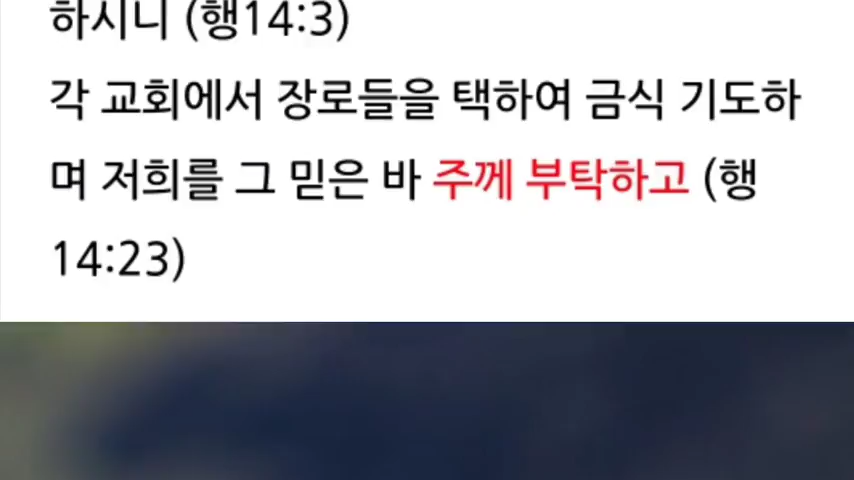 하시니 (행14:3)
각 교회에서 장로들을 택하여 금식 기도하
며 저희를 그 믿은 바 주께 부탁하고 (행
14:23)